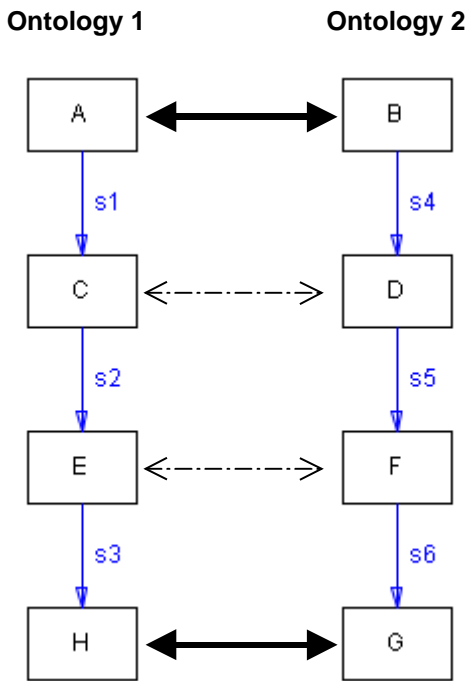 Ontology 1 Ontology 2
A B
s1 s4
C D
s2 s5
E F
s3 s6
H G